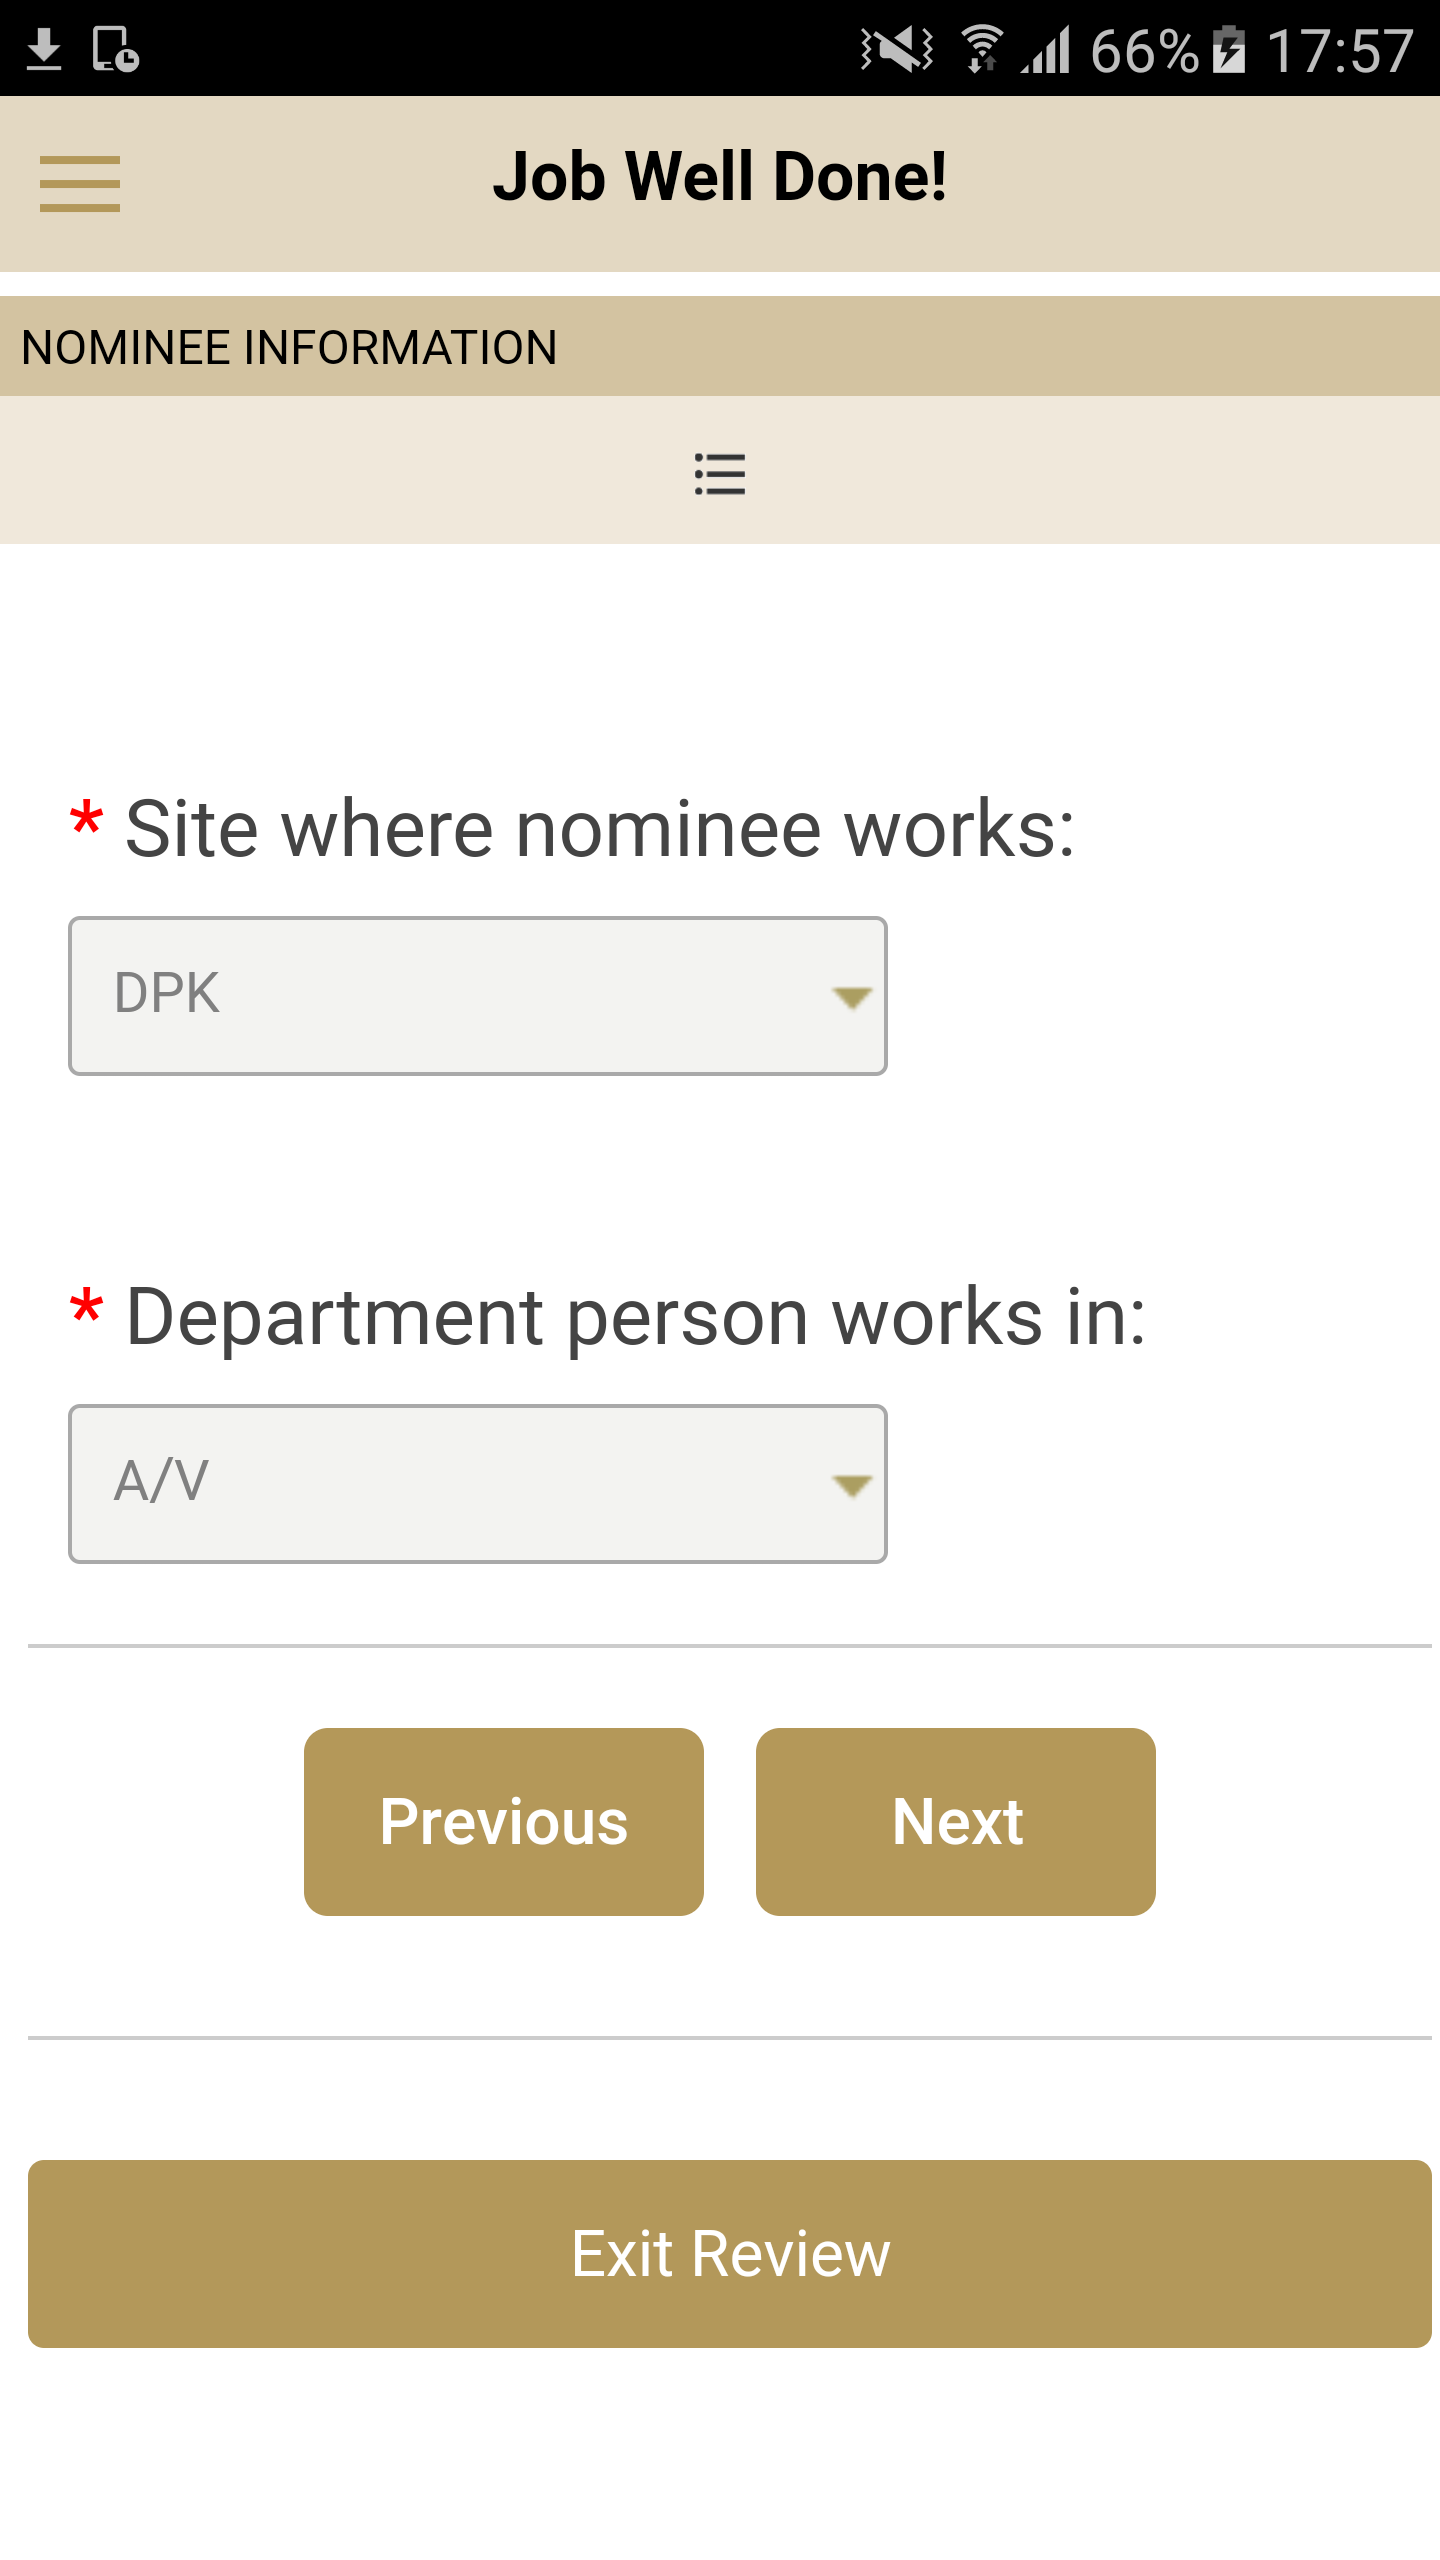 66% 17:57
Job Well Done!
NOMINEE INFORMATION
* Site where nominee works:
DPK
* Department person works in:
A/V
Previous Next
Exit Review